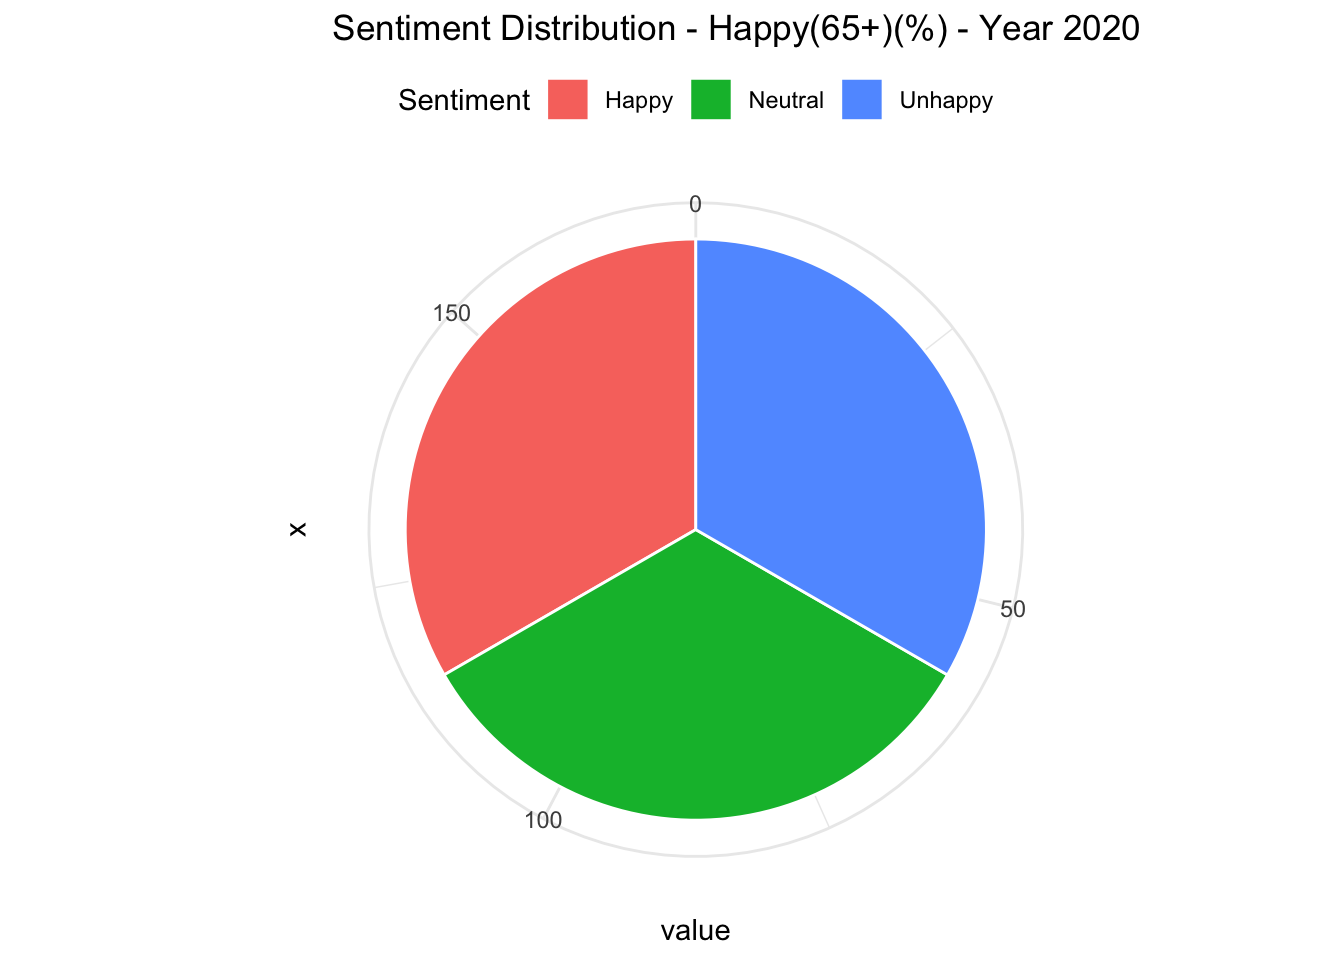 Sentiment Distribution - Happy(65+)(%) - Year 2020
Sentiment Happy Neutral Unhappy
0
150
x
50
100
value